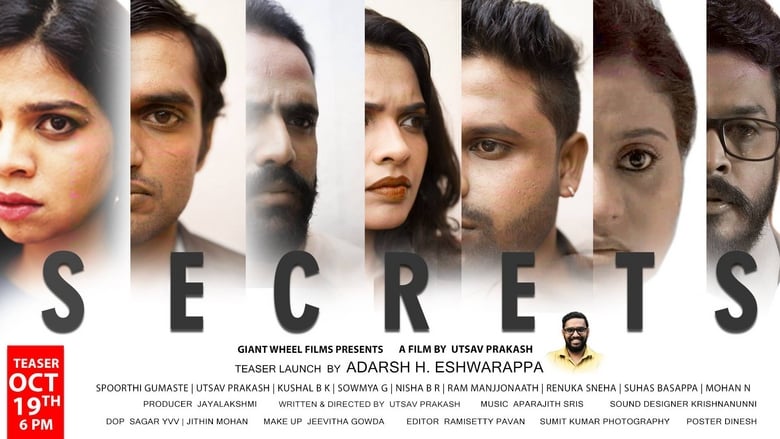 SECRETS
GIANT WHEEL FILMS PRESENTS A FILM BY UTSAV PRAKASH
TEASER LAUNCH BY ADARSH H. ESHWARAPPA
TEASER
OCT
19TH
6 PM
SPOORTHI GUMASTE | UTSAV PRAKASH | KUSHAL B K | SOWMYA G | NISHA B R | RAM MANJJONAATH | RENUKA SNEHA | SUHAS BASAPPA | MOHAN N
PRODUCER JAYALAKSHMI WRITTEN & DIRECTED BY UTSAV PRAKASH MUSIC APARAJITH SRIS SOUND DESIGNER KRISHNANUNNI
DOP SAGAR YVV | JITHIN MOHAN MAKE UP JEEVITHA GOWDA EDITOR RAMISETTY PAVAN SUMIT KUMAR PHOTOGRAPHY POSTER DINESH